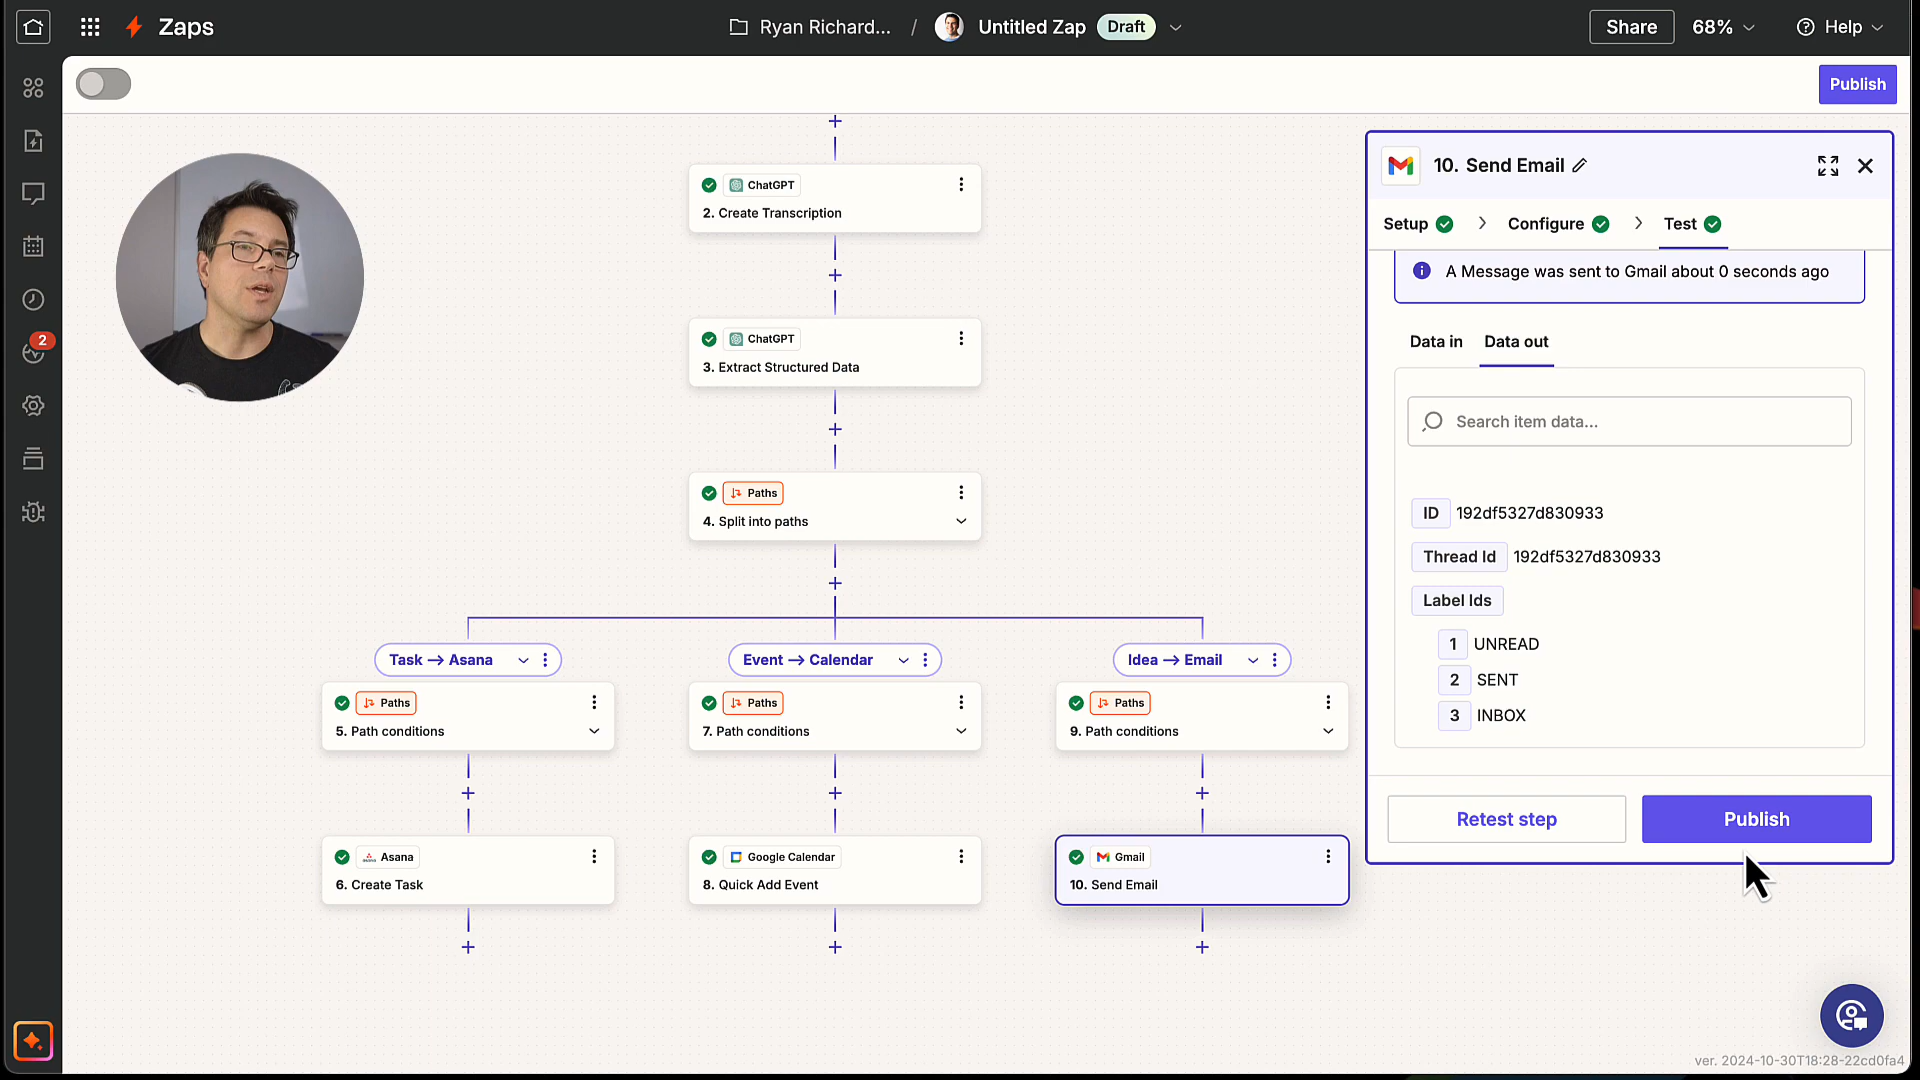 Zaps
Ryan Richard... / Untitled Zap Draft
Share 68% Help
Publish
2
ChatGPT
2. Create Transcription
ChatGPT
3. Extract Structured Data
Paths
4. Split into paths
Task → Asana
Paths
5. Path conditions
Asana
6. Create Task
Event → Calendar
Paths
7. Path conditions
Google Calendar
8. Quick Add Event
Idea → Email
Paths
9. Path conditions
Gmail
10. Send Email
10. Send Email
Setup > Configure > Test
A Message was sent to Gmail about 0 seconds ago
Data in Data out
Search item data...
ID 192df5327d830933
Thread Id 192df5327d830933
Label Ids
1 UNREAD
2 SENT
3 INBOX
Retest step Publish
ver. 2024-10-30T18:28-22cd0fa4